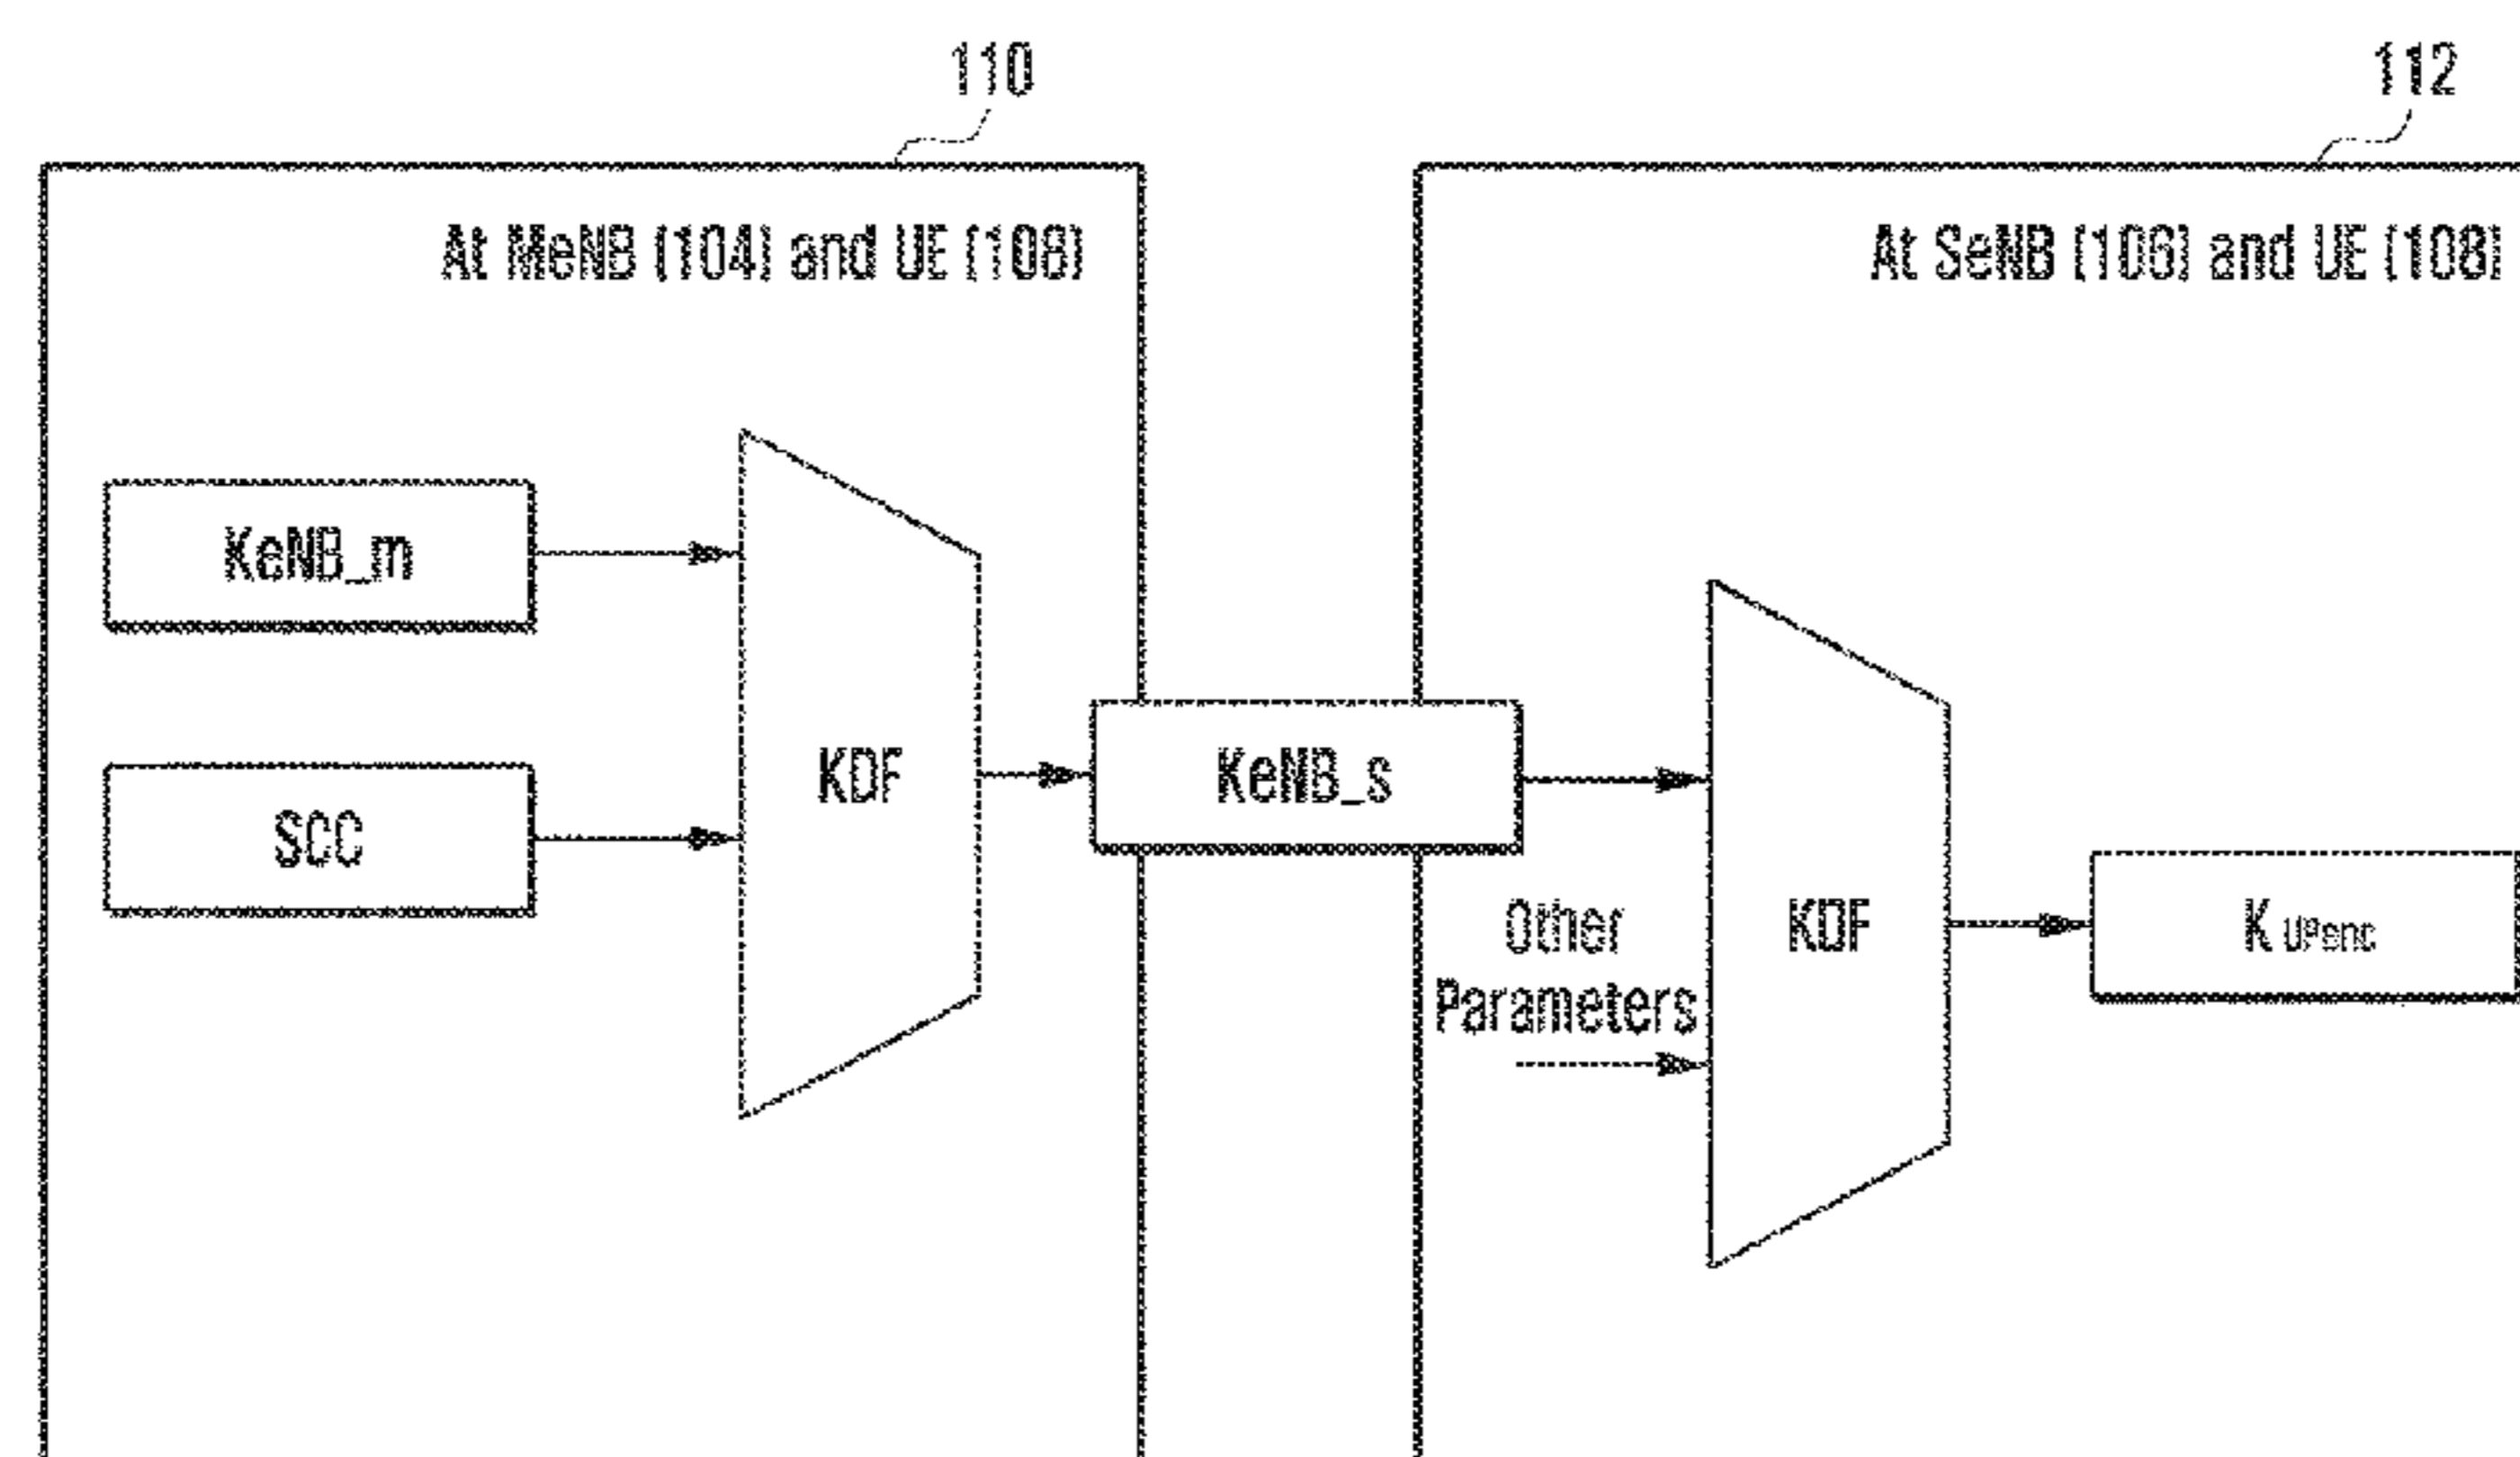 110
112
At MeNB (104) and UE (108)
At SeNB (106) and UE (108)
KeNB_m
SCC
KDF
KeNB_s
Other
Parameters
KDF
K UPenc